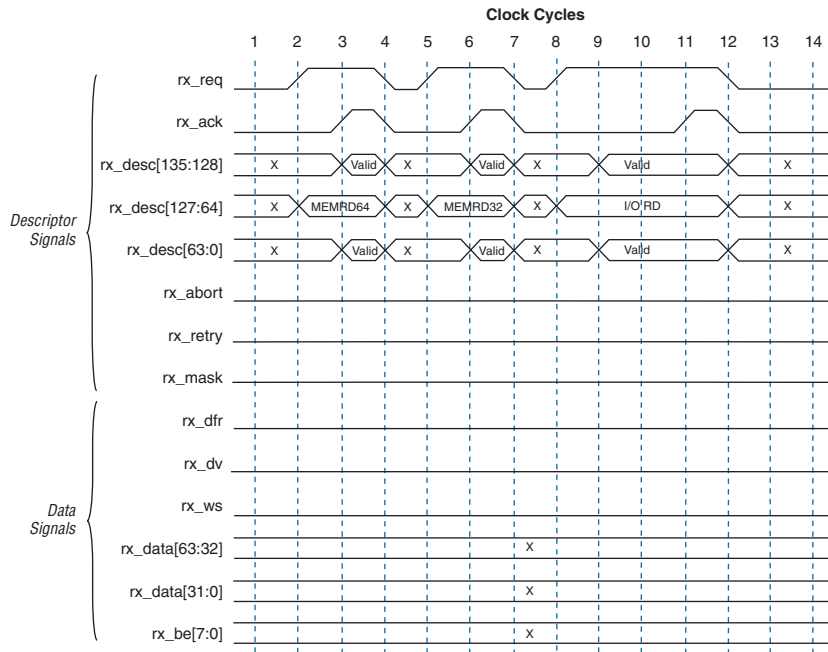 Clock Cycles
1 2 3 4 5 6 7 8 9 10 11 12 13 14
rx_req
rx_ack
rx_desc[135:128] X Valid X Valid X Valid X
rx_desc[127:64] X MEMRD64 X MEMRD32 X I/O RD X
Descriptor
Signals
rx_desc[63:0] X Valid X Valid X Valid X
rx_abort
rx_retry
rx_mask
rx_dfr
rx_dv
Data
Signals
rx_ws
rx_data[63:32] X
rx_data[31:0] X
rx_be[7:0] X